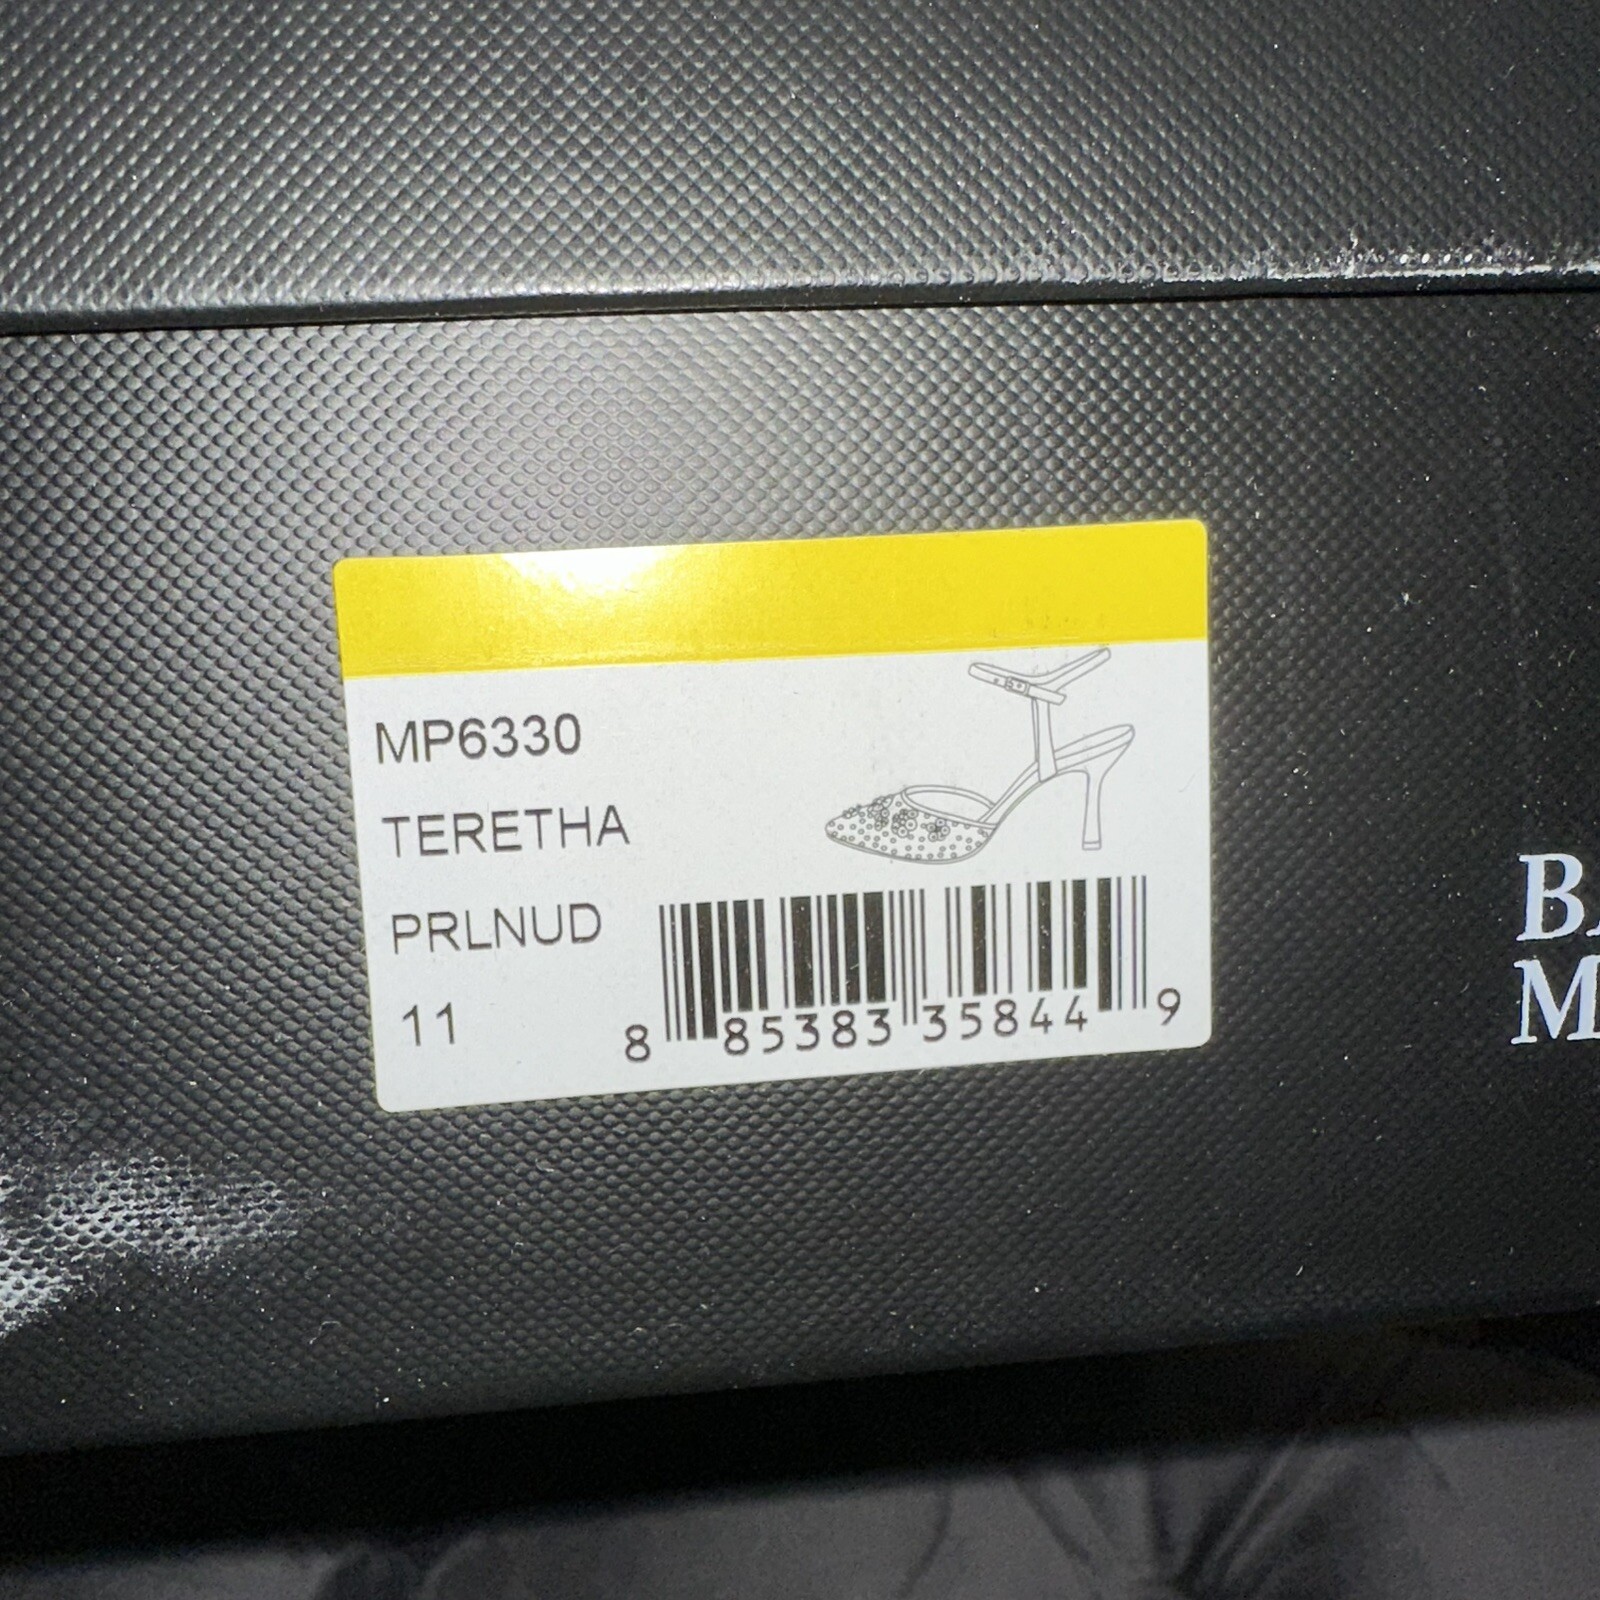 MP6330
TERETHA
PRLNUD
11
8 85383 35844 9